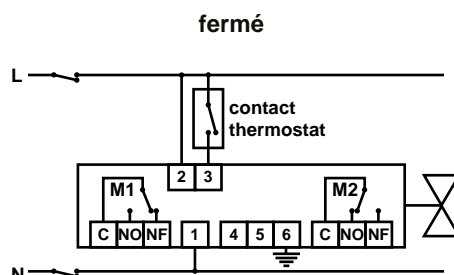 fermé
L
contact
thermostat
2 3
M1 M2
C NO NF 1 4 5 6 C NO NF
N